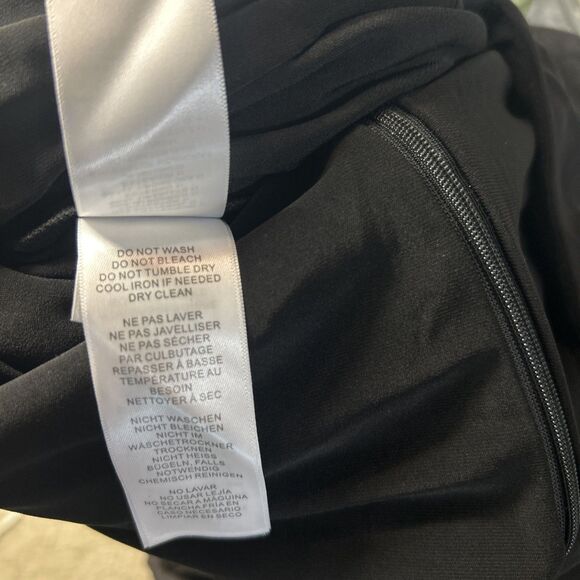 DO NOT WASH
DO NOT BLEACH
DO NOT TUMBLE DRY
COOL IRON IF NEEDED
DRY CLEAN
NE PAS LAVER
NE PAS JAVELLISER
NE PAS SÉCHER
PAR CULBUTAGE
REPASSER À BASSE
TEMPÉRATURE AU
BESOIN
NETTOYER À SEC
NICHT WASCHEN
NICHT BLEICHEN
NICHT IM
WÄSCHETROCKNER
TROCKNEN
NICHT HEISS
BÜGELN, FALLS
NOTWENDIG
CHEMISCH REINIGEN
NO LAVAR
NO USAR LEJÍA
NO SECAR A MÁQUINA
PLANCHA FRÍA EN
CASO NECESARIO
LIMPIAR EN SECO